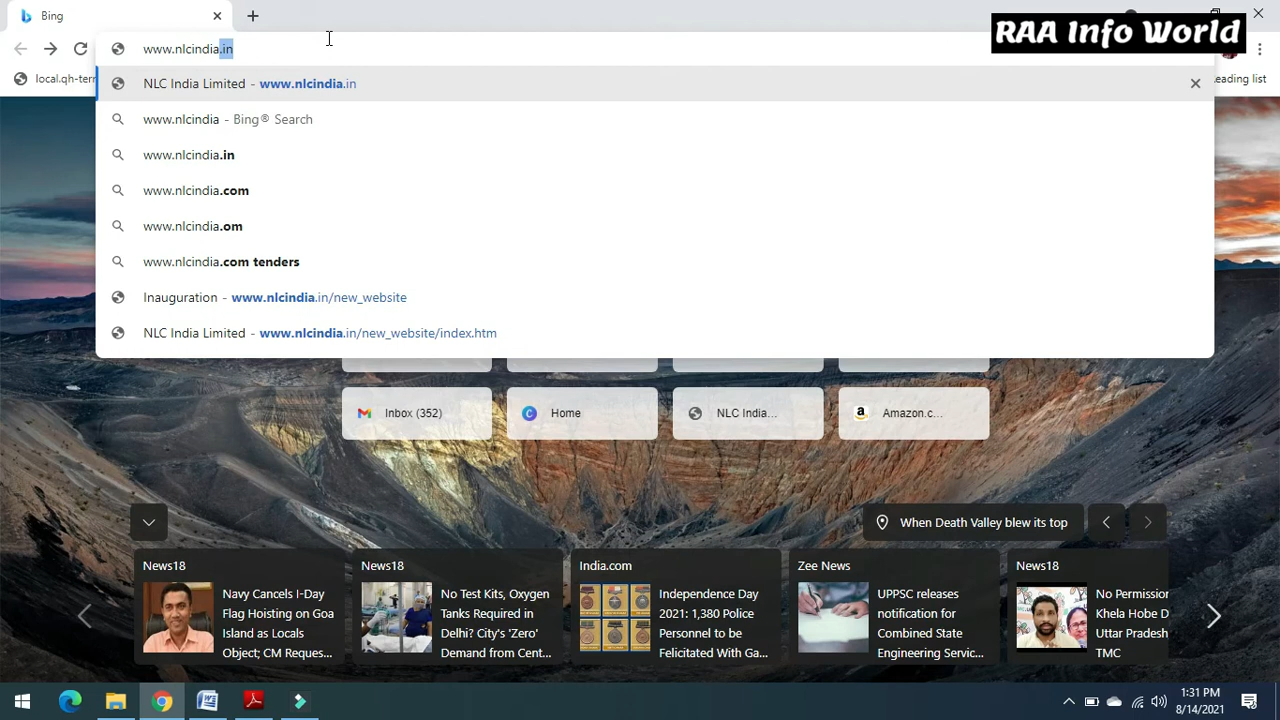 Bing
RAA Info World
www.nlcindia.in
local.qh-terr
eading list
NLC India Limited - www.nlcindia.in
www.nlcindia - Bing® Search
www.nlcindia.in
www.nlcindia.com
www.nlcindia.om
www.nlcindia.com tenders
Inauguration - www.nlcindia.in/new_website
NLC India Limited - www.nlcindia.in/new_website/index.htm
Inbox (352)
Home
NLC India...
Amazon.c...
When Death Valley blew its top
News18
Navy Cancels I-Day
Flag Hoisting on Goa
Island as Locals
Object; CM Reques...
News18
No Test Kits, Oxygen
Tanks Required in
Delhi? City's 'Zero'
Demand from Cent...
India.com
Independence Day
2021: 1,380 Police
Personnel to be
Felicitated With Ga...
Zee News
UPPSC releases
notification for
Combined State
Engineering Servic...
News18
No Permission
Khela Hobe D
Uttar Pradesh
TMC
1:31 PM
8/14/2021